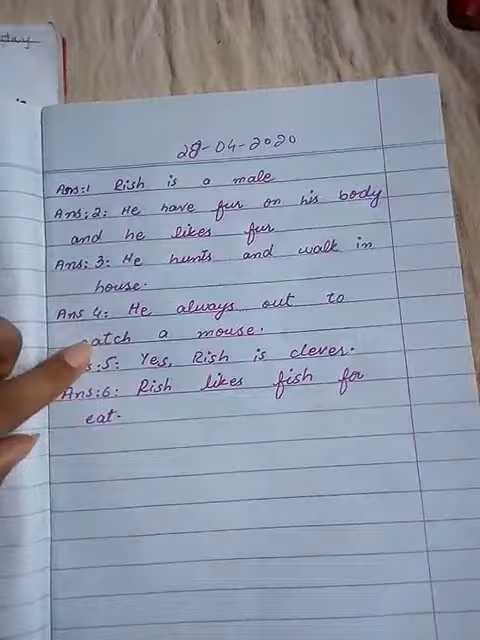 day
28-04-2020
Ans:1 Rish is a male
Ans:2: He have fur on his body
and he likes fur
Ans:3: He hunts and walk in
house.
Ans 4: He always out to
catch a mouse.
s:5: Yes, Rish is clever.
Ans:6: Rish likes fish for
eat.